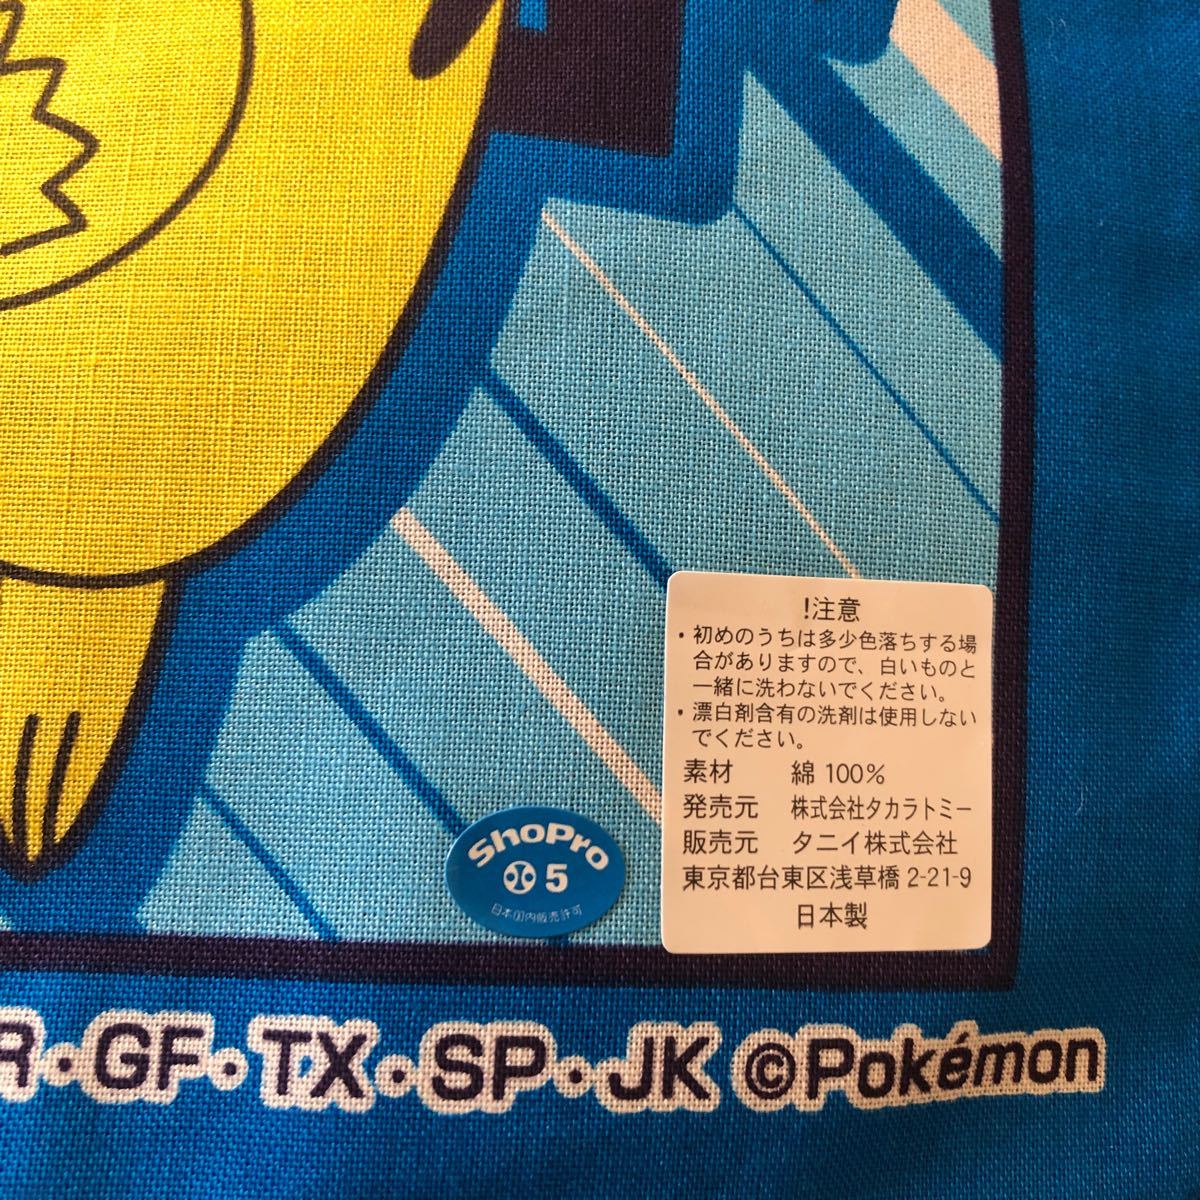 !注意
・初めのうちは多少色落ちする場
合がありますので、白いものと
一緒に洗わないでください。
・漂白剤含有の洗剤は使用しない
でください。
素材 綿 100%
発売元 株式会社タカラトミー
販売元 タニイ株式会社
東京都台東区浅草橋 2-21-9
日本製
ShoPro
5
日本国内販売許可
R・GF・TX・SP・JK ©Pokémon